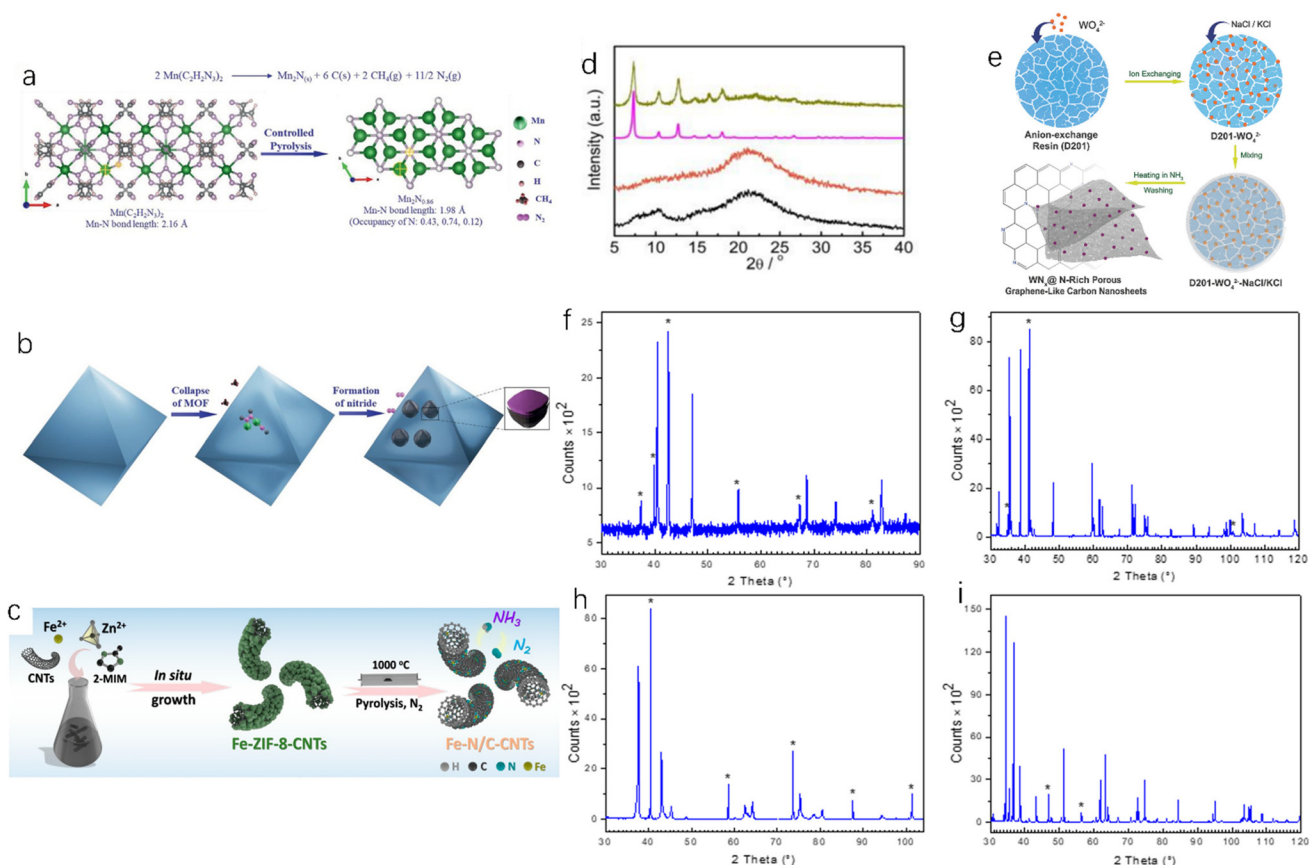 a
2 Mn(C₂H₂N₃)₂ ⟶ Mn₂N(s) + 6 C(s) + 2 CH₄(g) + 11/2 N₂(g)
Controlled
Pyrolysis
Mn
N
C
H
CH₄
N₂
b
a
a
Mn(C₂H₂N₃)₂
Mn-N bond length: 2.16 Å
Mn₂N₀.₈₆
Mn-N bond length: 1.98 Å
(Occupancy of N: 0.43, 0.74, 0.12)
b
Collapse
of MOF
Formation
of nitride
c
Fe²⁺
Zn²⁺
CNTs
2-MIM
In situ
growth
Fe-ZIF-8-CNTs
1000 °C
Pyrolysis, N₂
NH₃
N₂
Fe-N/C-CNTs
H C N Fe
d
Intensity (a.u.)
5 10 15 20 25 30 35 40
2θ / °
e
WO₄²⁻
NaCl / KCl
Ion Exchanging
Anion-exchange
Resin (D201)
D201-WO₄²⁻
Mixing
Heating in NH₃
Washing
N
N
WNₓ@ N-Rich Porous
Graphene-Like Carbon Nanosheets
D201-WO₄²⁻-NaCl/KCl
f
Counts × 10²
25
20
15
10
5
* * * * * *
30 40 50 60 70 80 90
2 Theta (°)
g
Counts × 10²
80
60
40
20
0
* * *
30 40 50 60 70 80 90 100 110 120
2 Theta (°)
h
Counts × 10²
80
60
40
20
0
* * * * *
30 40 50 60 70 80 90 100
2 Theta (°)
i
Counts × 10²
150
120
90
60
30
0
* *
30 40 50 60 70 80 90 100 110 120
2 Theta (°)